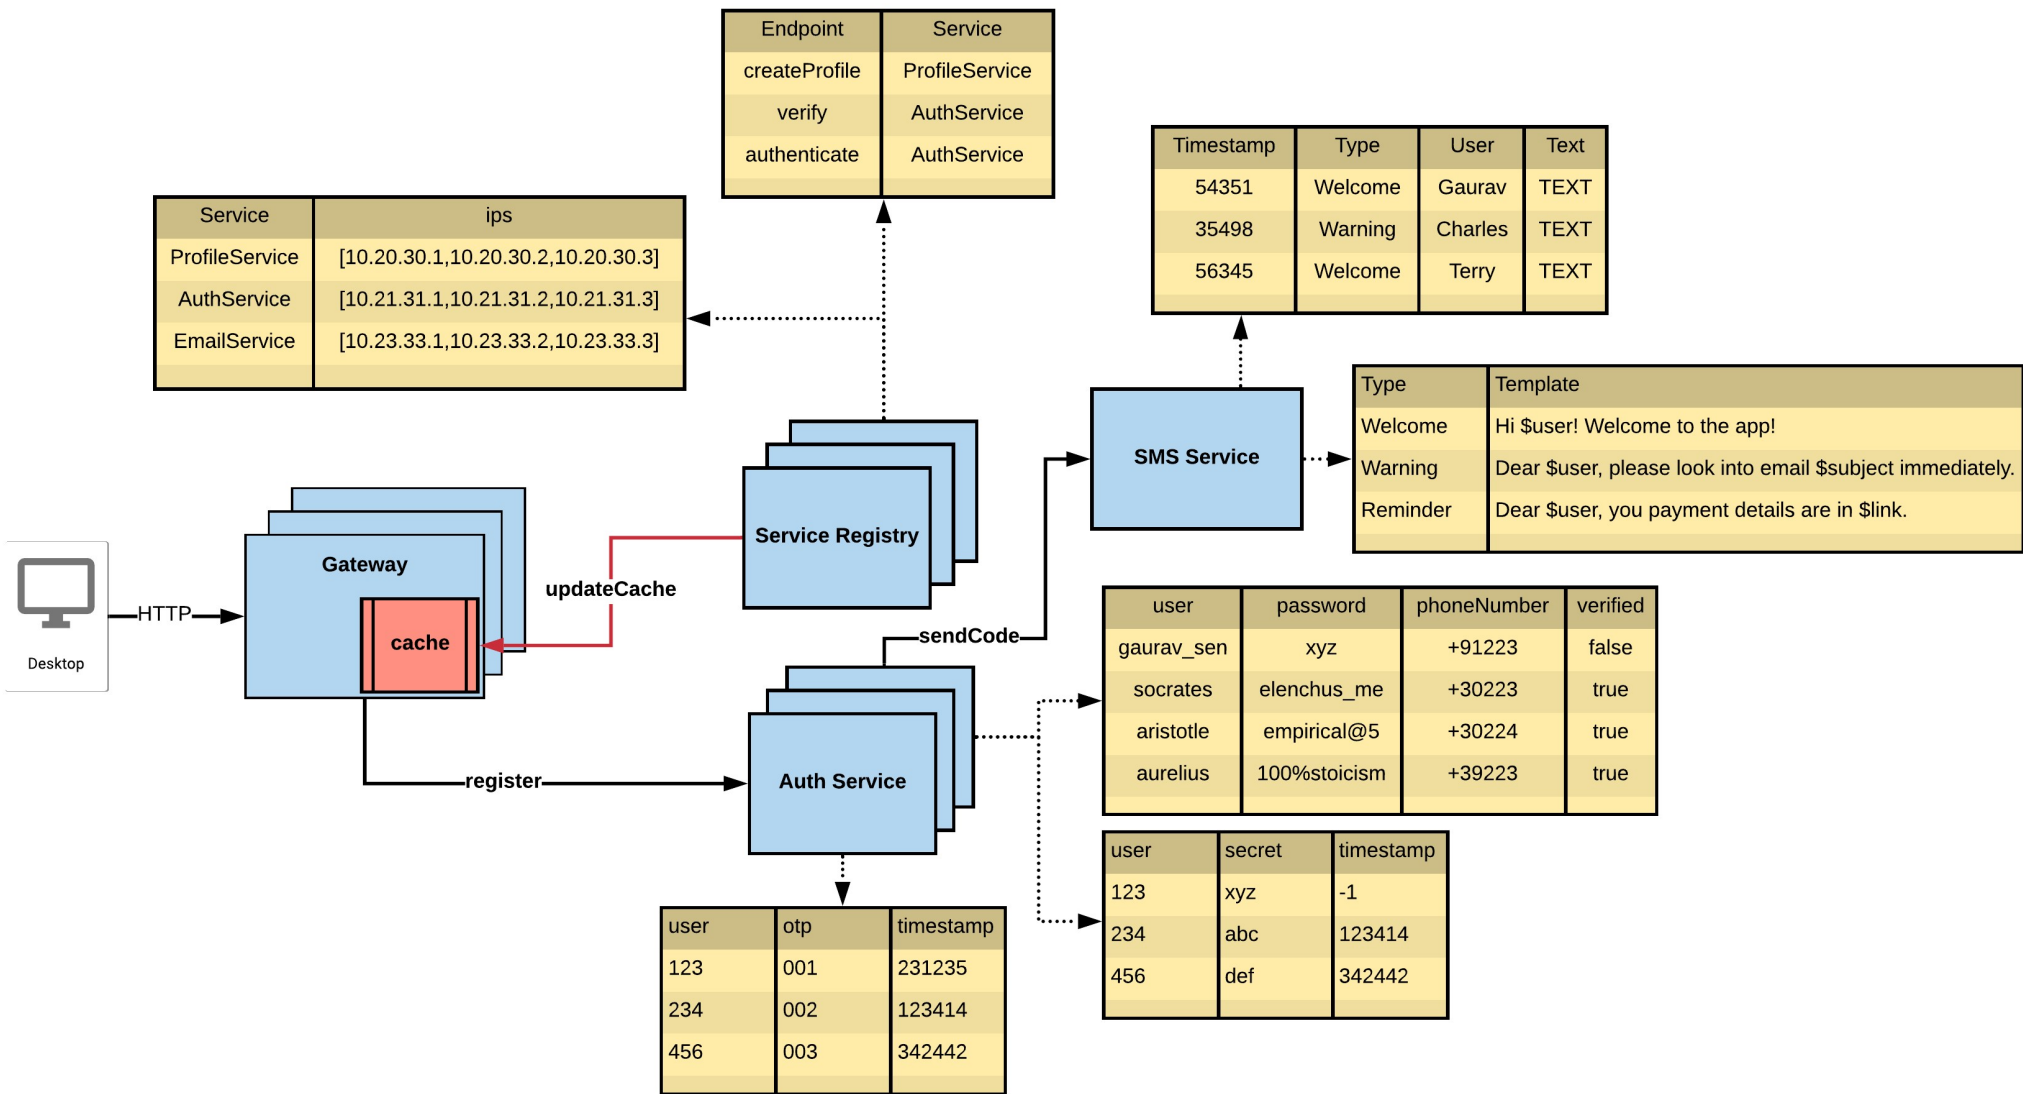 Endpoint Service
createProfile ProfileService
verify AuthService
authenticate AuthService
Timestamp Type User Text
54351 Welcome Gaurav TEXT
35498 Warning Charles TEXT
56345 Welcome Terry TEXT
Service ips
ProfileService [10.20.30.1,10.20.30.2,10.20.30.3]
AuthService [10.21.31.1,10.21.31.2,10.21.31.3]
EmailService [10.23.33.1,10.23.33.2,10.23.33.3]
Type Template
Welcome Hi $user! Welcome to the app!
Warning Dear $user, please look into email $subject immediately.
Reminder Dear $user, you payment details are in $link.
SMS Service
Service Registry
Gateway
cache
updateCache
HTTP
Desktop
sendCode
register
Auth Service
user password phoneNumber verified
gaurav_sen xyz +91223 false
socrates elenchus_me +30223 true
aristotle empirical@5 +30224 true
aurelius 100%stoicism +39223 true
user secret timestamp
123 xyz -1
234 abc 123414
456 def 342442
user otp timestamp
123 001 231235
234 002 123414
456 003 342442